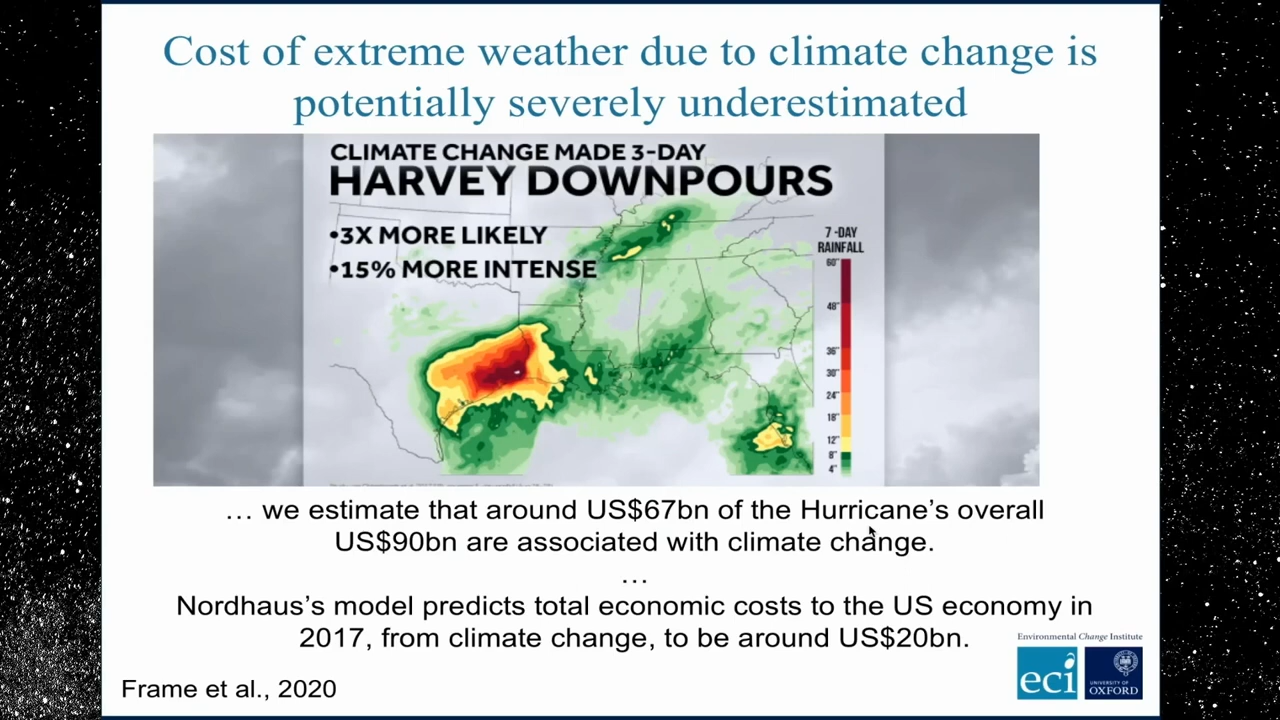 Cost of extreme weather due to climate change is
potentially severely underestimated
CLIMATE CHANGE MADE 3-DAY
HARVEY DOWNPOURS
•3X MORE LIKELY
•15% MORE INTENSE
7 -DAY
RAINFALL
60"
48"
36"
30"
24"
18"
12"
8"
4"
… we estimate that around US$67bn of the Hurricane’s overall
US$90bn are associated with climate change.
…
Nordhaus’s model predicts total economic costs to the US economy in
2017, from climate change, to be around US$20bn.
Environmental Change Institute
eci
UNIVERSITY OF
OXFORD
Frame et al., 2020